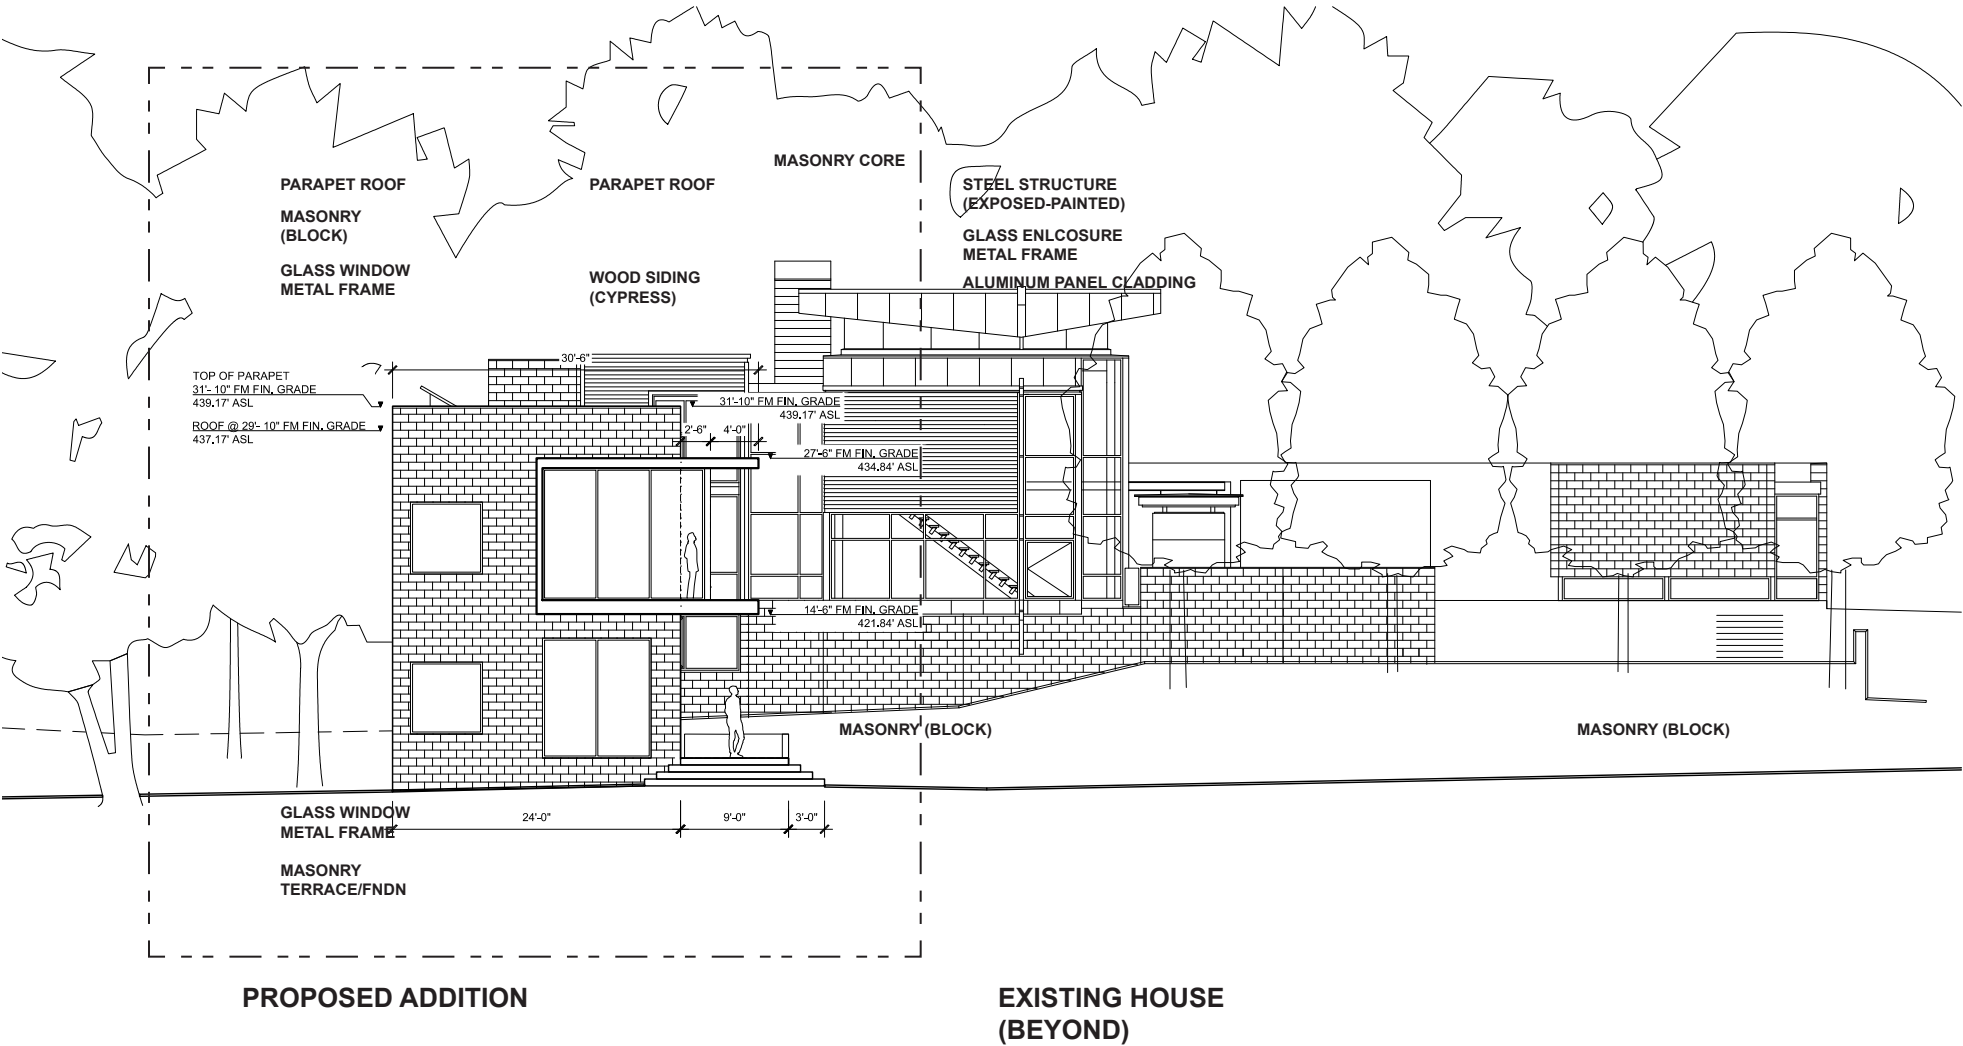 MASONRY CORE
PARAPET ROOF
PARAPET ROOF
STEEL STRUCTURE
(EXPOSED-PAINTED)
MASONRY
(BLOCK)
GLASS ENLCOSURE
METAL FRAME
GLASS WINDOW
METAL FRAME
WOOD SIDING
(CYPRESS)
ALUMINUM PANEL CLADDING
30'-6"
TOP OF PARAPET
31'- 10" FM FIN. GRADE
439.17' ASL
31'-10" FM FIN. GRADE
439.17' ASL
ROOF @ 29'- 10" FM FIN. GRADE
437.17' ASL
2'-6"
4'-0"
27'-6" FM FIN. GRADE
434.84' ASL
14'-6" FM FIN. GRADE
421.84' ASL
MASONRY (BLOCK)
MASONRY (BLOCK)
GLASS WINDOW
METAL FRAME
24'-0"
9'-0"
3'-0"
MASONRY
TERRACE/FNDN
PROPOSED ADDITION
EXISTING HOUSE
(BEYOND)